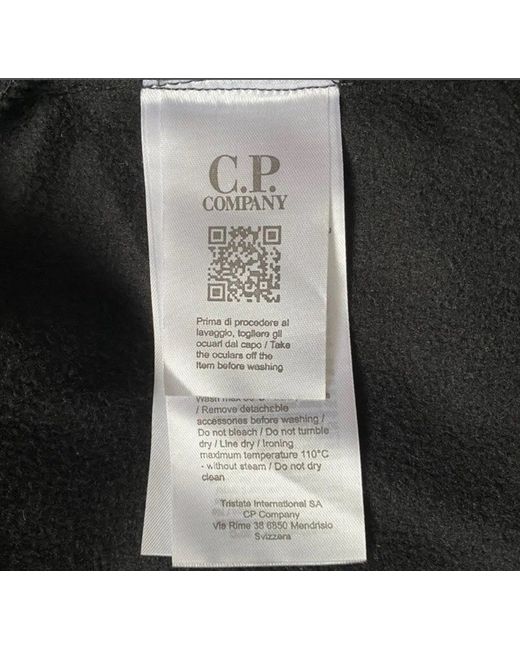 C.P.
COMPANY
Prima di procedere al
lavaggio, togliere gli
ocuari dal capo / Take
the oculars off the
item before washing
Wash max
/ Remove detachable
accessories before washing /
Do not bleach / Do not tumble
dry / Line dry / Ironing
maximum temperature 110°C
- without steam / Do not dry
clean
Tristate International SA
CP Company
Via Rime 38 6850 Mendrisio
Svizzera